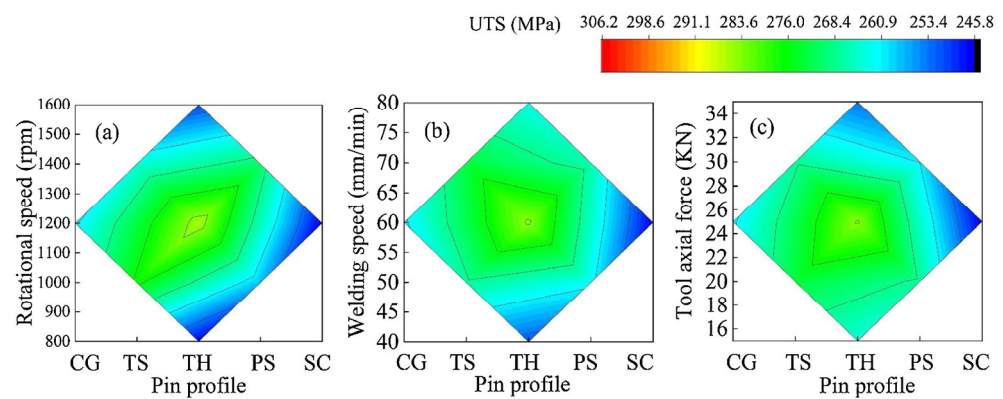 UTS (MPa)
306.2 298.6 291.1 283.6 276.0 268.4 260.9 253.4 245.8
(a)
Rotational speed (rpm)
1600
1500
1400
1300
1200
1100
1000
900
800
CG TS TH PS SC
Pin profile
(b)
Welding speed (mm/min)
80
75
70
65
60
55
50
45
40
CG TS TH PS SC
Pin profile
(c)
Tool axial force (KN)
34
32
30
28
26
24
22
20
18
16
CG TS TH PS SC
Pin profile